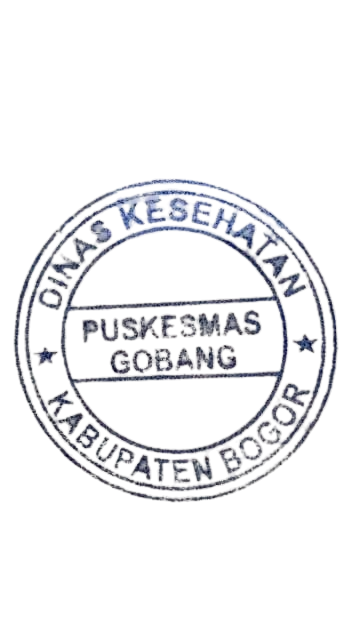 DINAS KESEHATAN
PUSKESMAS
GOBANG
KABUPATEN BOGOR